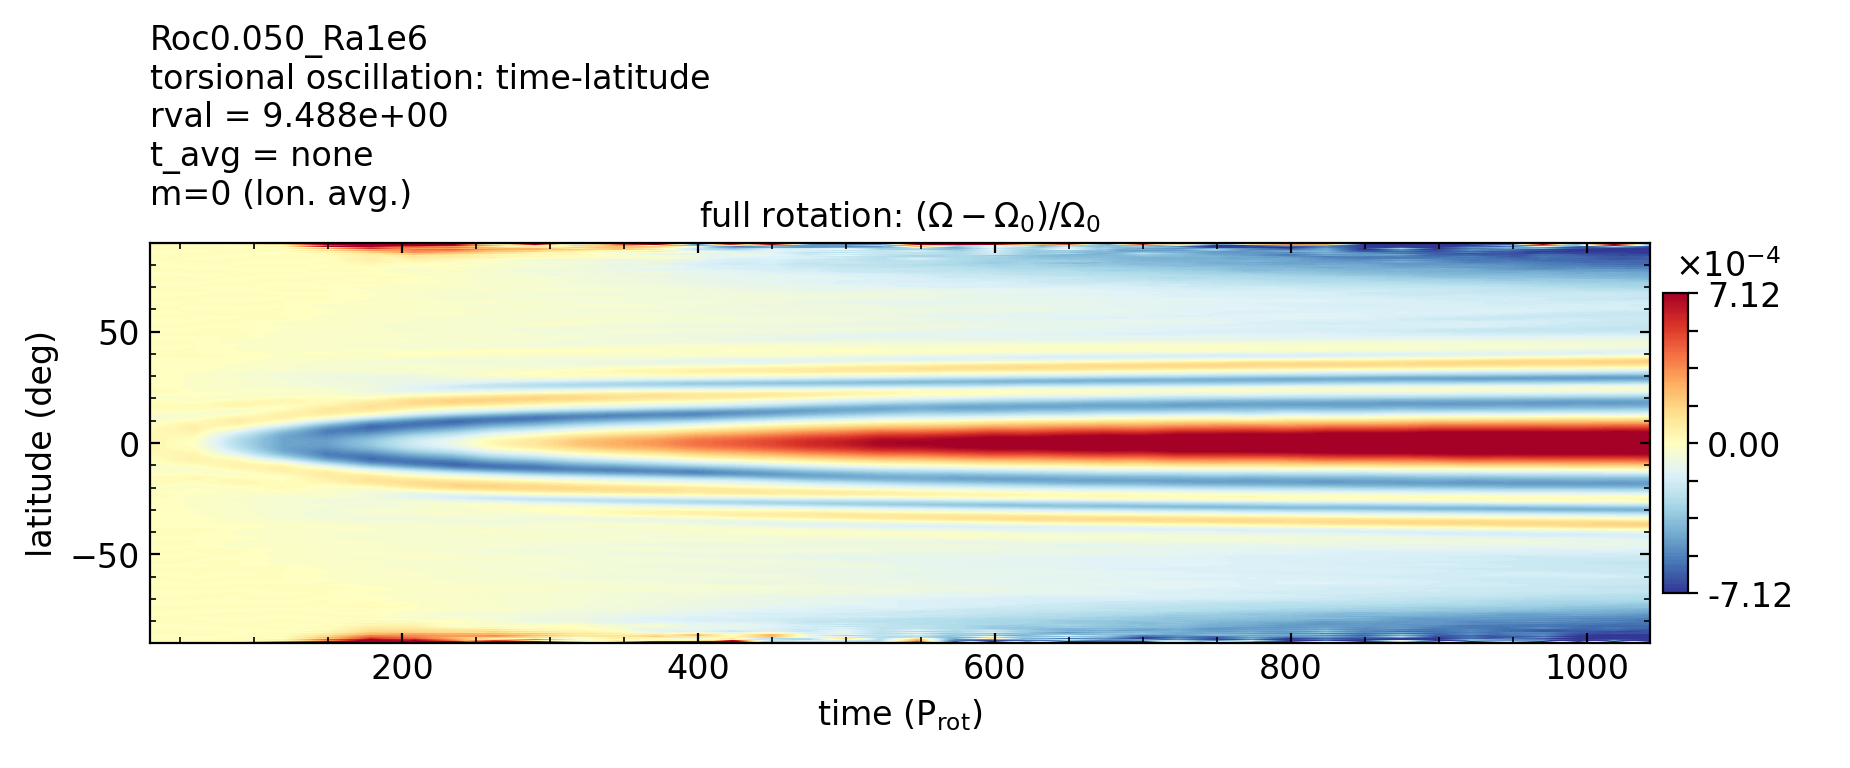 Roc0.050_Ra1e6
torsional oscillation: time-latitude
rval = 9.488e+00
t_avg = none
m=0 (lon. avg.)
full rotation: (Ω − Ω₀)/Ω₀
×10⁻⁴
7.12
0.00
-7.12
latitude (deg)
50
0
−50
200
400
600
800
1000
time (P_rot)